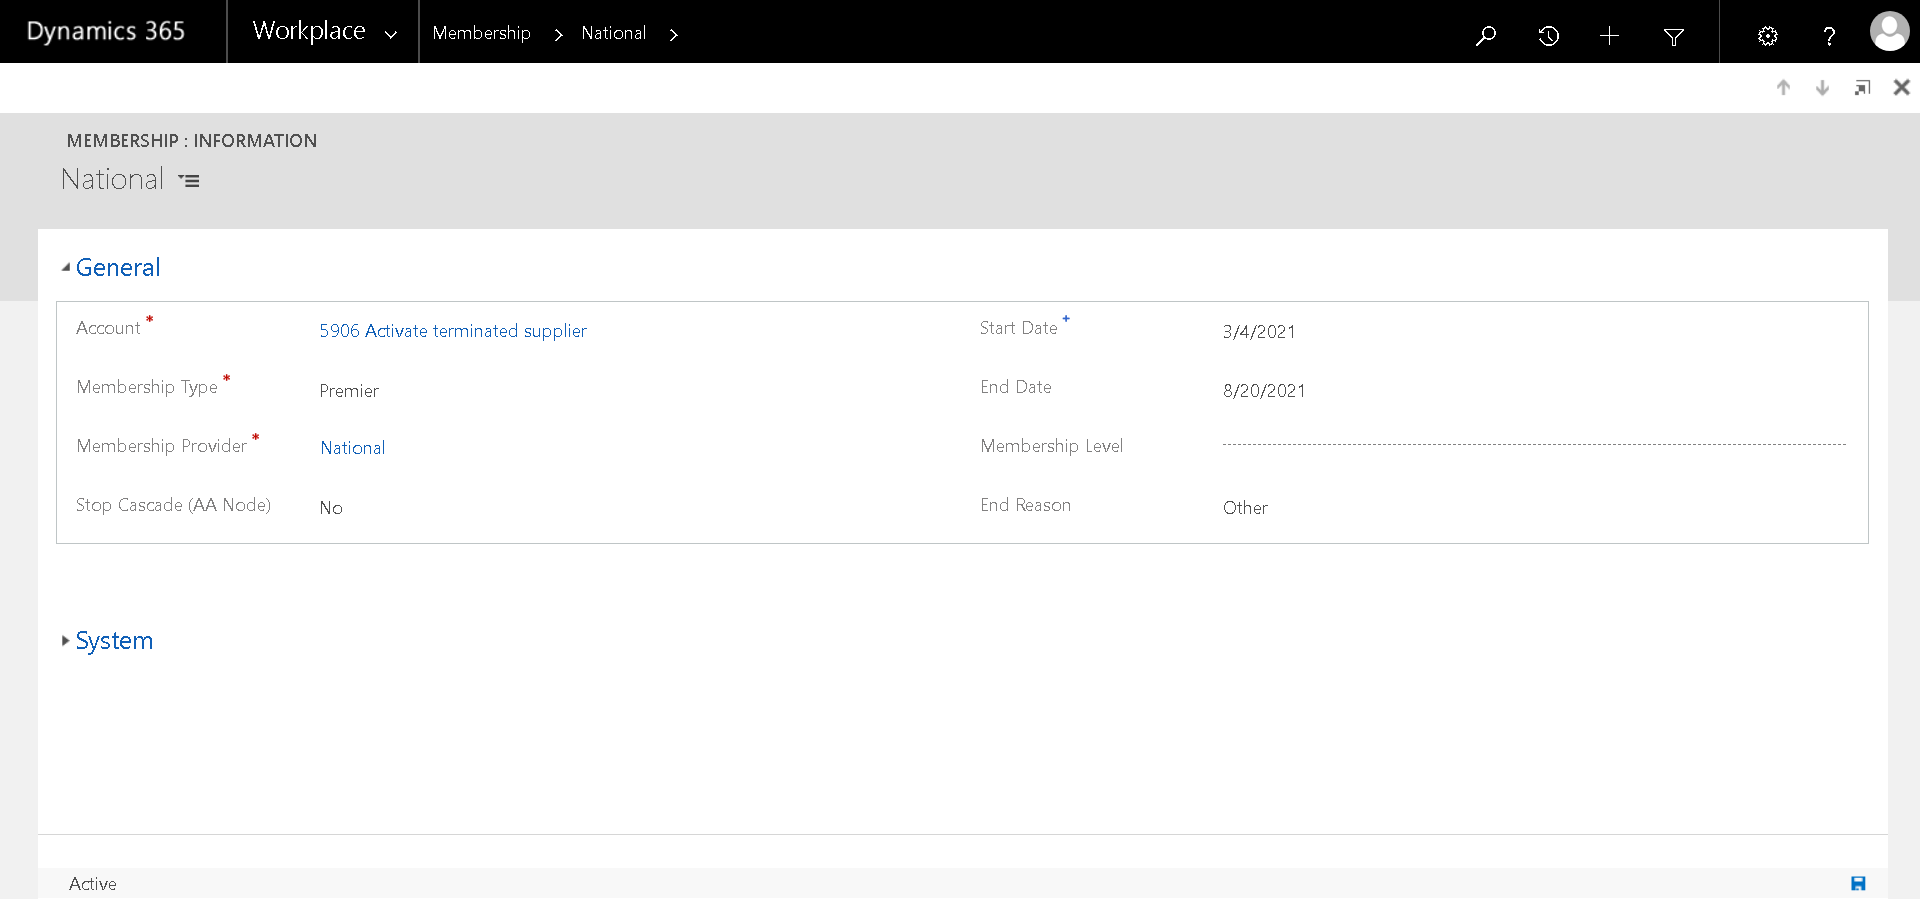 Dynamics 365 Workplace Membership National
MEMBERSHIP : INFORMATION
National
General
Account * 5906 Activate terminated supplier Start Date + 3/4/2021
Membership Type * Premier End Date 8/20/2021
Membership Provider * National Membership Level
Stop Cascade (AA Node) No End Reason Other
System
Active